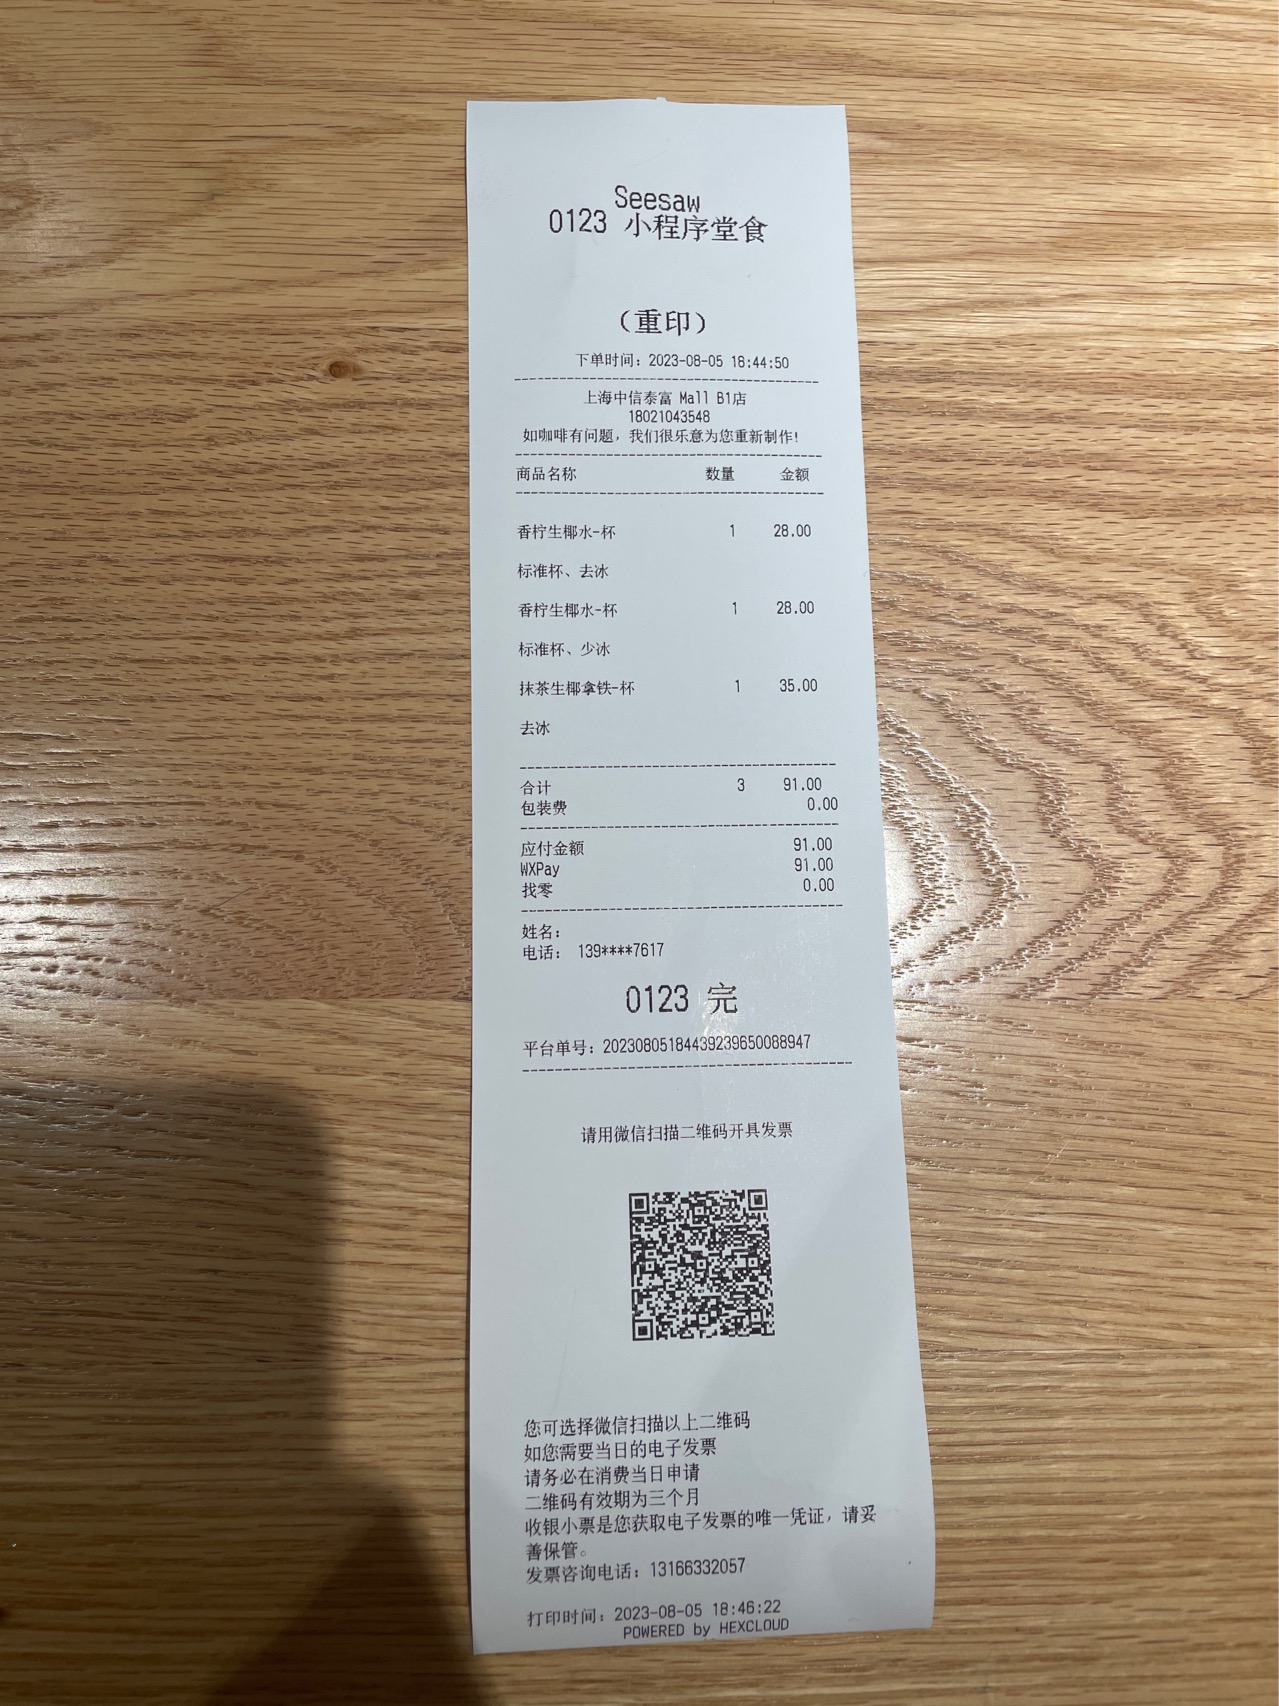 Seesaw
0123 小程序堂食
（重印）
下单时间：2023-08-05 18:44:50
上海中信泰富 Mall B1店
18021043548
如咖啡有问题，我们很乐意为您重新制作！
商品名称 数量 金额
香柠生椰水-杯 1 28.00
标准杯、去冰
香柠生椰水-杯 1 28.00
标准杯、少冰
抹茶生椰拿铁-杯 1 35.00
去冰
合计 3 91.00
包装费 0.00
应付金额 91.00
WXPay 91.00
找零 0.00
姓名：
电话： 139****7617
0123 完
平台单号：20230805184439239650088947
请用微信扫描二维码开具发票
您可选择微信扫描以上二维码
如您需要当日的电子发票
请务必在消费当日申请
二维码有效期为三个月
收银小票是您获取电子发票的唯一凭证，请妥
善保管。
发票咨询电话：13166332057
打印时间：2023-08-05 18:46:22
POWERED by HEXCLOUD